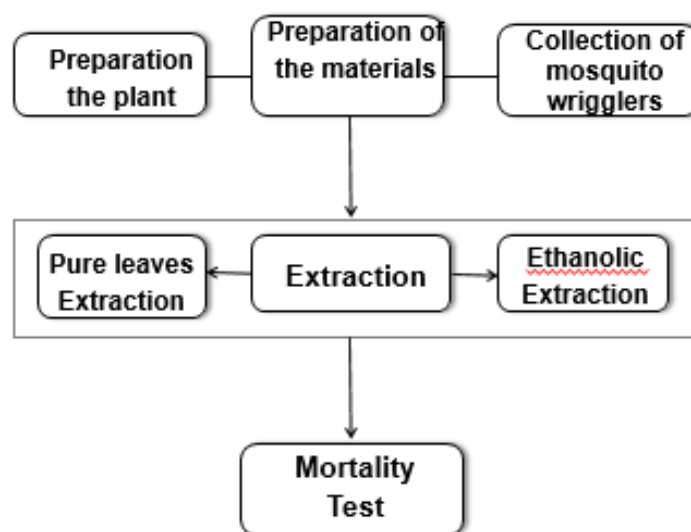 Preparation
the plant
Preparation of
the materials
Collection of
mosquito
wrigglers
Pure leaves
Extraction
Extraction
Ethanolic
Extraction
Mortality
Test